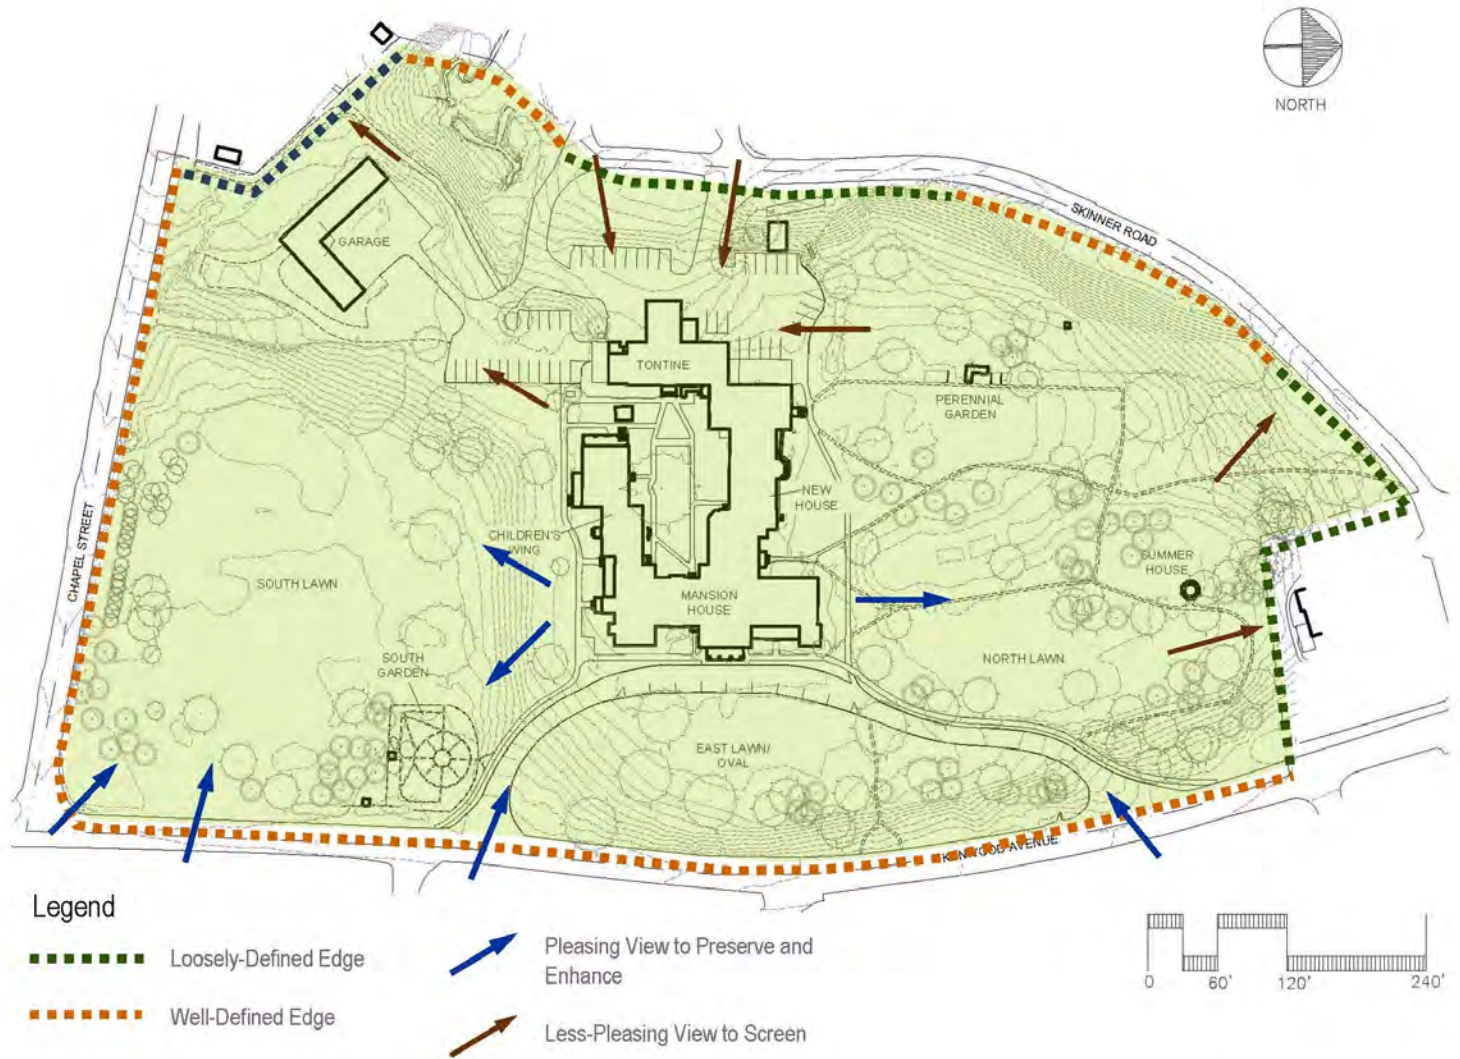 NORTH
SKINNER ROAD
GARAGE
TONTINE
PERENNIAL
GARDEN
NEW
HOUSE
CHILDREN'S
WING
CHAPEL STREET
SOUTH LAWN
SUMMER
HOUSE
MANSION
HOUSE
SOUTH
GARDEN
NORTH LAWN
EAST LAWN/
OVAL
KENWOOD AVENUE
Legend
Loosely-Defined Edge
Well-Defined Edge
Pleasing View to Preserve and
Enhance
Less-Pleasing View to Screen
0 60' 120' 240'